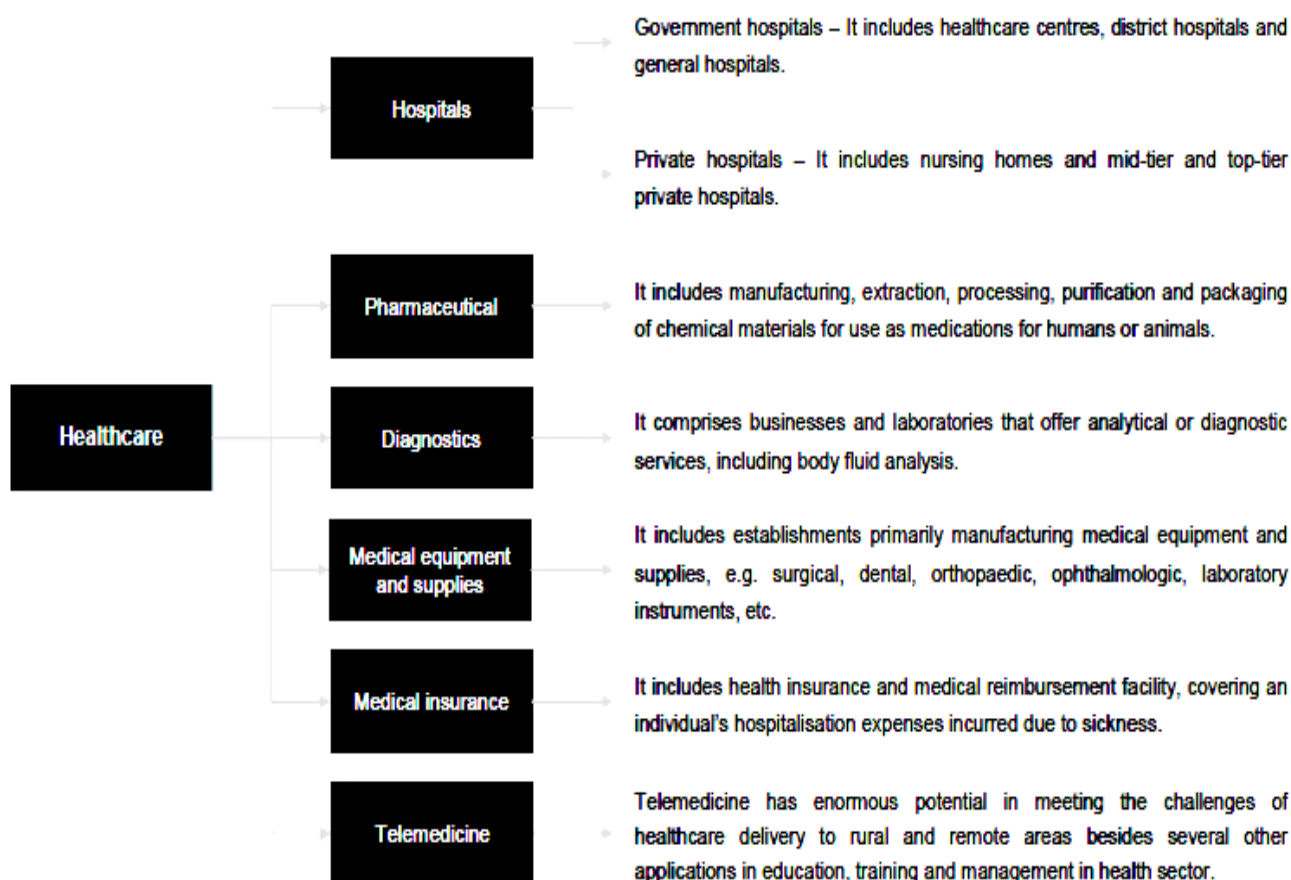 Government hospitals – It includes healthcare centres, district hospitals and
general hospitals.
Hospitals
Private hospitals – It includes nursing homes and mid-tier and top-tier
private hospitals.
Pharmaceutical
It includes manufacturing, extraction, processing, purification and packaging
of chemical materials for use as medications for humans or animals.
Healthcare
Diagnostics
It comprises businesses and laboratories that offer analytical or diagnostic
services, including body fluid analysis.
Medical equipment
and supplies
It includes establishments primarily manufacturing medical equipment and
supplies, e.g. surgical, dental, orthopaedic, ophthalmologic, laboratory
instruments, etc.
Medical insurance
It includes health insurance and medical reimbursement facility, covering an
individual's hospitalisation expenses incurred due to sickness.
Telemedicine
Telemedicine has enormous potential in meeting the challenges of
healthcare delivery to rural and remote areas besides several other
applications in education, training and management in health sector.